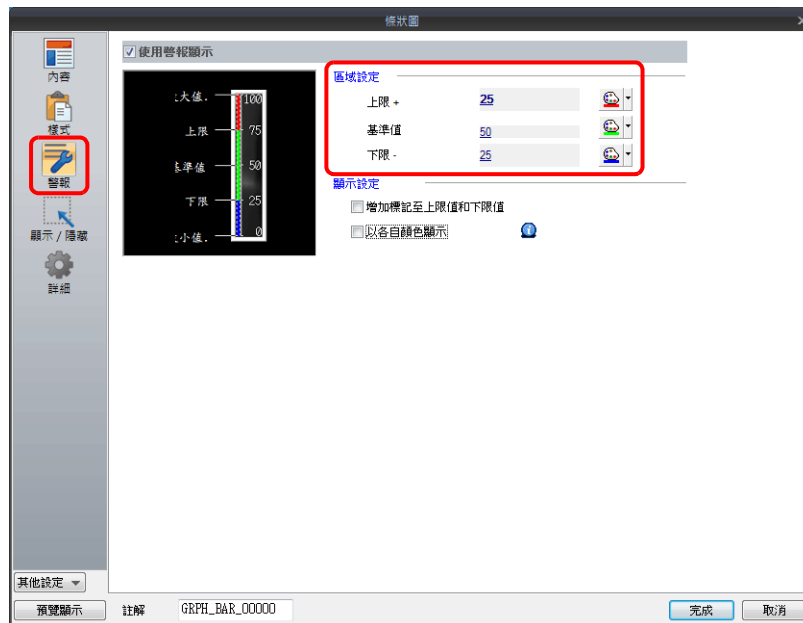 條狀圖
內容
樣式
警報
顯示 / 隱藏
詳細
其他設定
預覽顯示
使用警報顯示
大值.
100
上限
75
準值
50
下限
25
小值.
0
區域設定
上限 + 25
基準值 50
下限 - 25
顯示設定
增加標記至上限值和下限值
以各自顏色顯示
註解 GRPH_BAR_00000
完成 取消